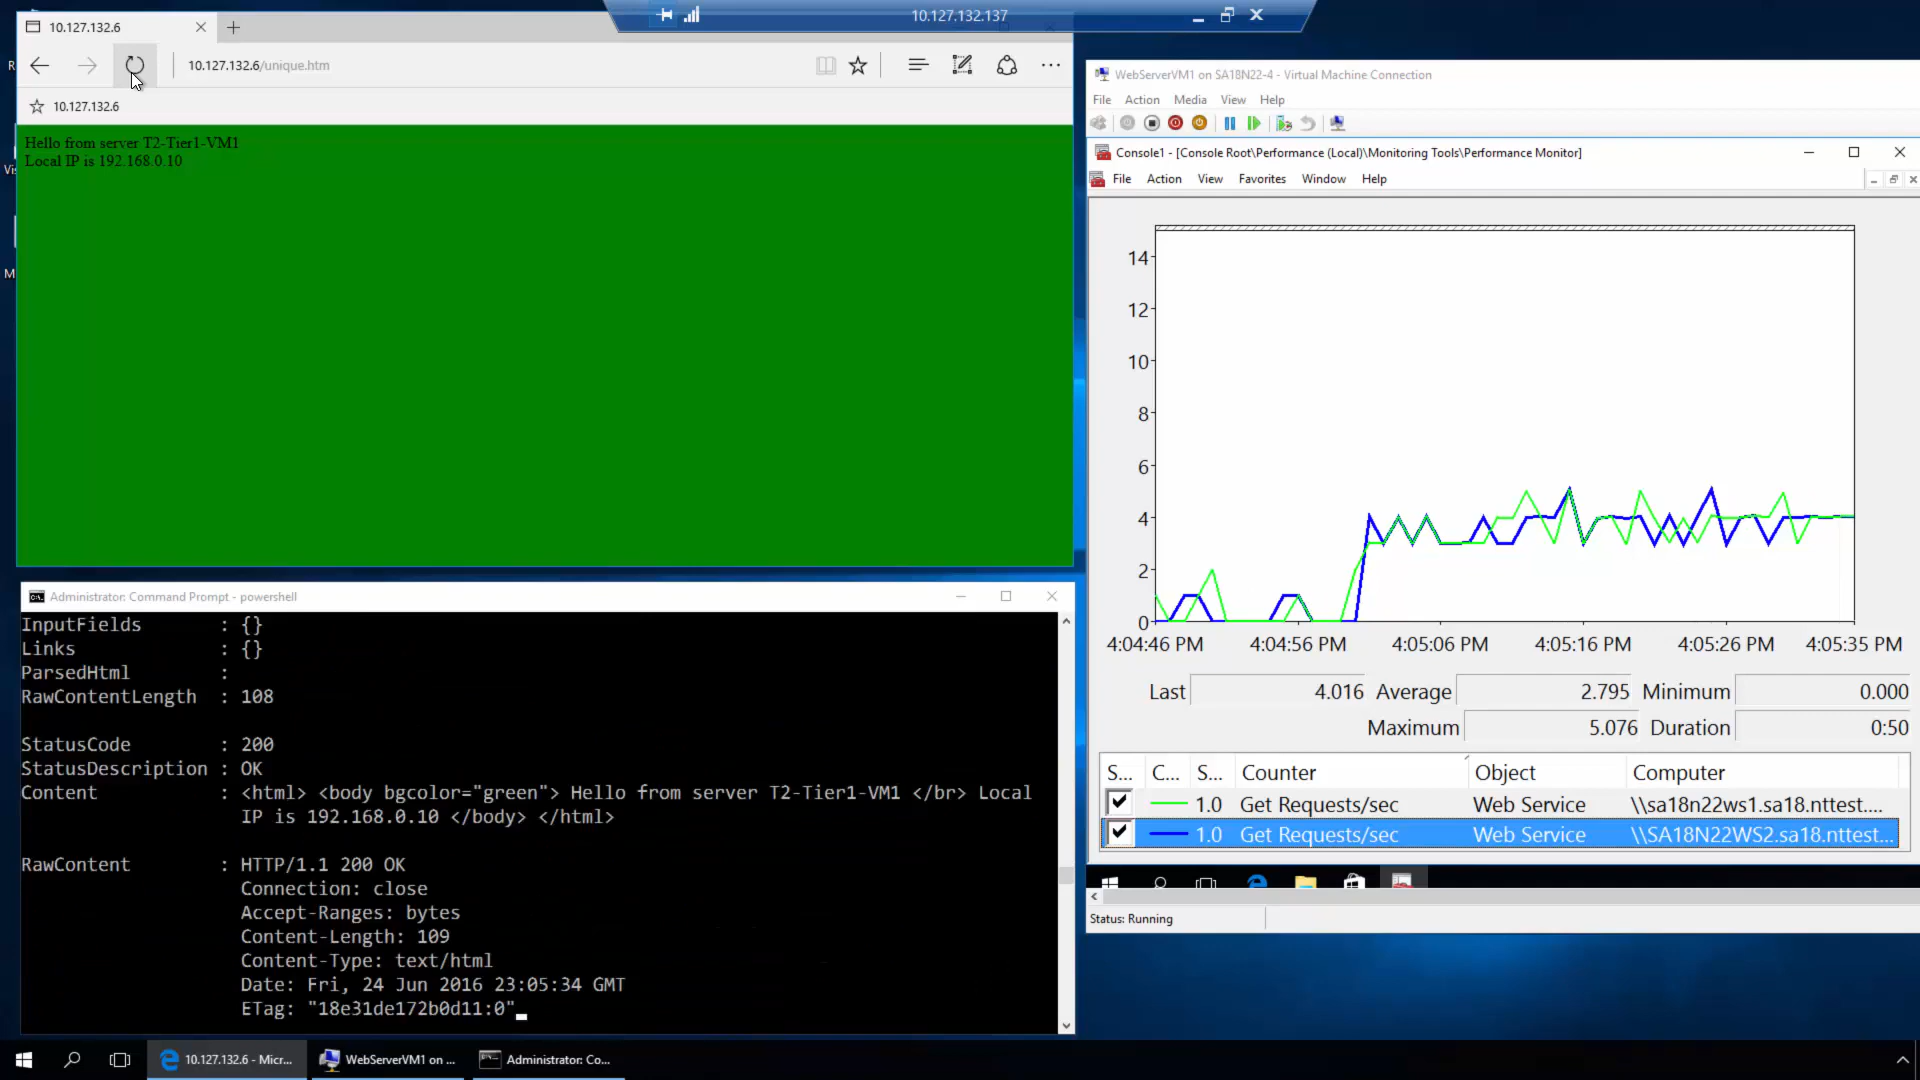 10.127.132.137
10.127.132.6
10.127.132.6/unique.htm
10.127.132.6
Hello from server T2-Tier1-VM1
Local IP is 192.168.0.10
R
Vis
M
Administrator: Command Prompt - powershell
InputFields : {}
Links : {}
ParsedHtml :
RawContentLength : 108
StatusCode : 200
StatusDescription : OK
Content : <html> <body bgcolor="green"> Hello from server T2-Tier1-VM1 </br> Local
IP is 192.168.0.10 </body> </html>
RawContent : HTTP/1.1 200 OK
Connection: close
Accept-Ranges: bytes
Content-Length: 109
Content-Type: text/html
Date: Fri, 24 Jun 2016 23:05:34 GMT
ETag: "18e31de172b0d11:0"
WebServerVM1 on SA18N22-4 - Virtual Machine Connection
File Action Media View Help
Console1 - [Console Root\Performance (Local)\Monitoring Tools\Performance Monitor]
File Action View Favorites Window Help
14
12
10
8
6
4
2
0
4:04:46 PM 4:04:56 PM 4:05:06 PM 4:05:16 PM 4:05:26 PM 4:05:35 PM
Last 4.016 Average 2.795 Minimum 0.000
Maximum 5.076 Duration 0:50
S... C... S... Counter Object Computer
1.0 Get Requests/sec Web Service \\sa18n22ws1.sa18.nttest....
1.0 Get Requests/sec Web Service \\SA18N22WS2.sa18.nttest...
Status: Running
10.127.132.6 - Micr... WebServerVM1 on ... Administrator: Co...